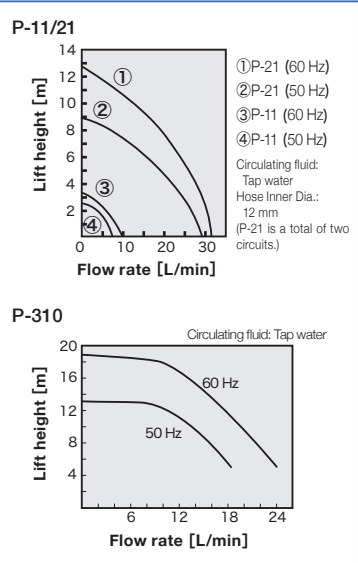 P-11/21
14
12
10
8
6
4
2
0
10
20
30
Lift height [m]
Flow rate [L/min]
①
②
③
④
①P-21 (60 Hz)
②P-21 (50 Hz)
③P-11 (60 Hz)
④P-11 (50 Hz)
Circulating fluid:
Tap water
Hose Inner Dia.:
12 mm
(P-21 is a total of two
circuits.)
P-310
Circulating fluid: Tap water
20
16
12
8
4
6
12
18
24
Lift height [m]
60 Hz
50 Hz
Flow rate [L/min]